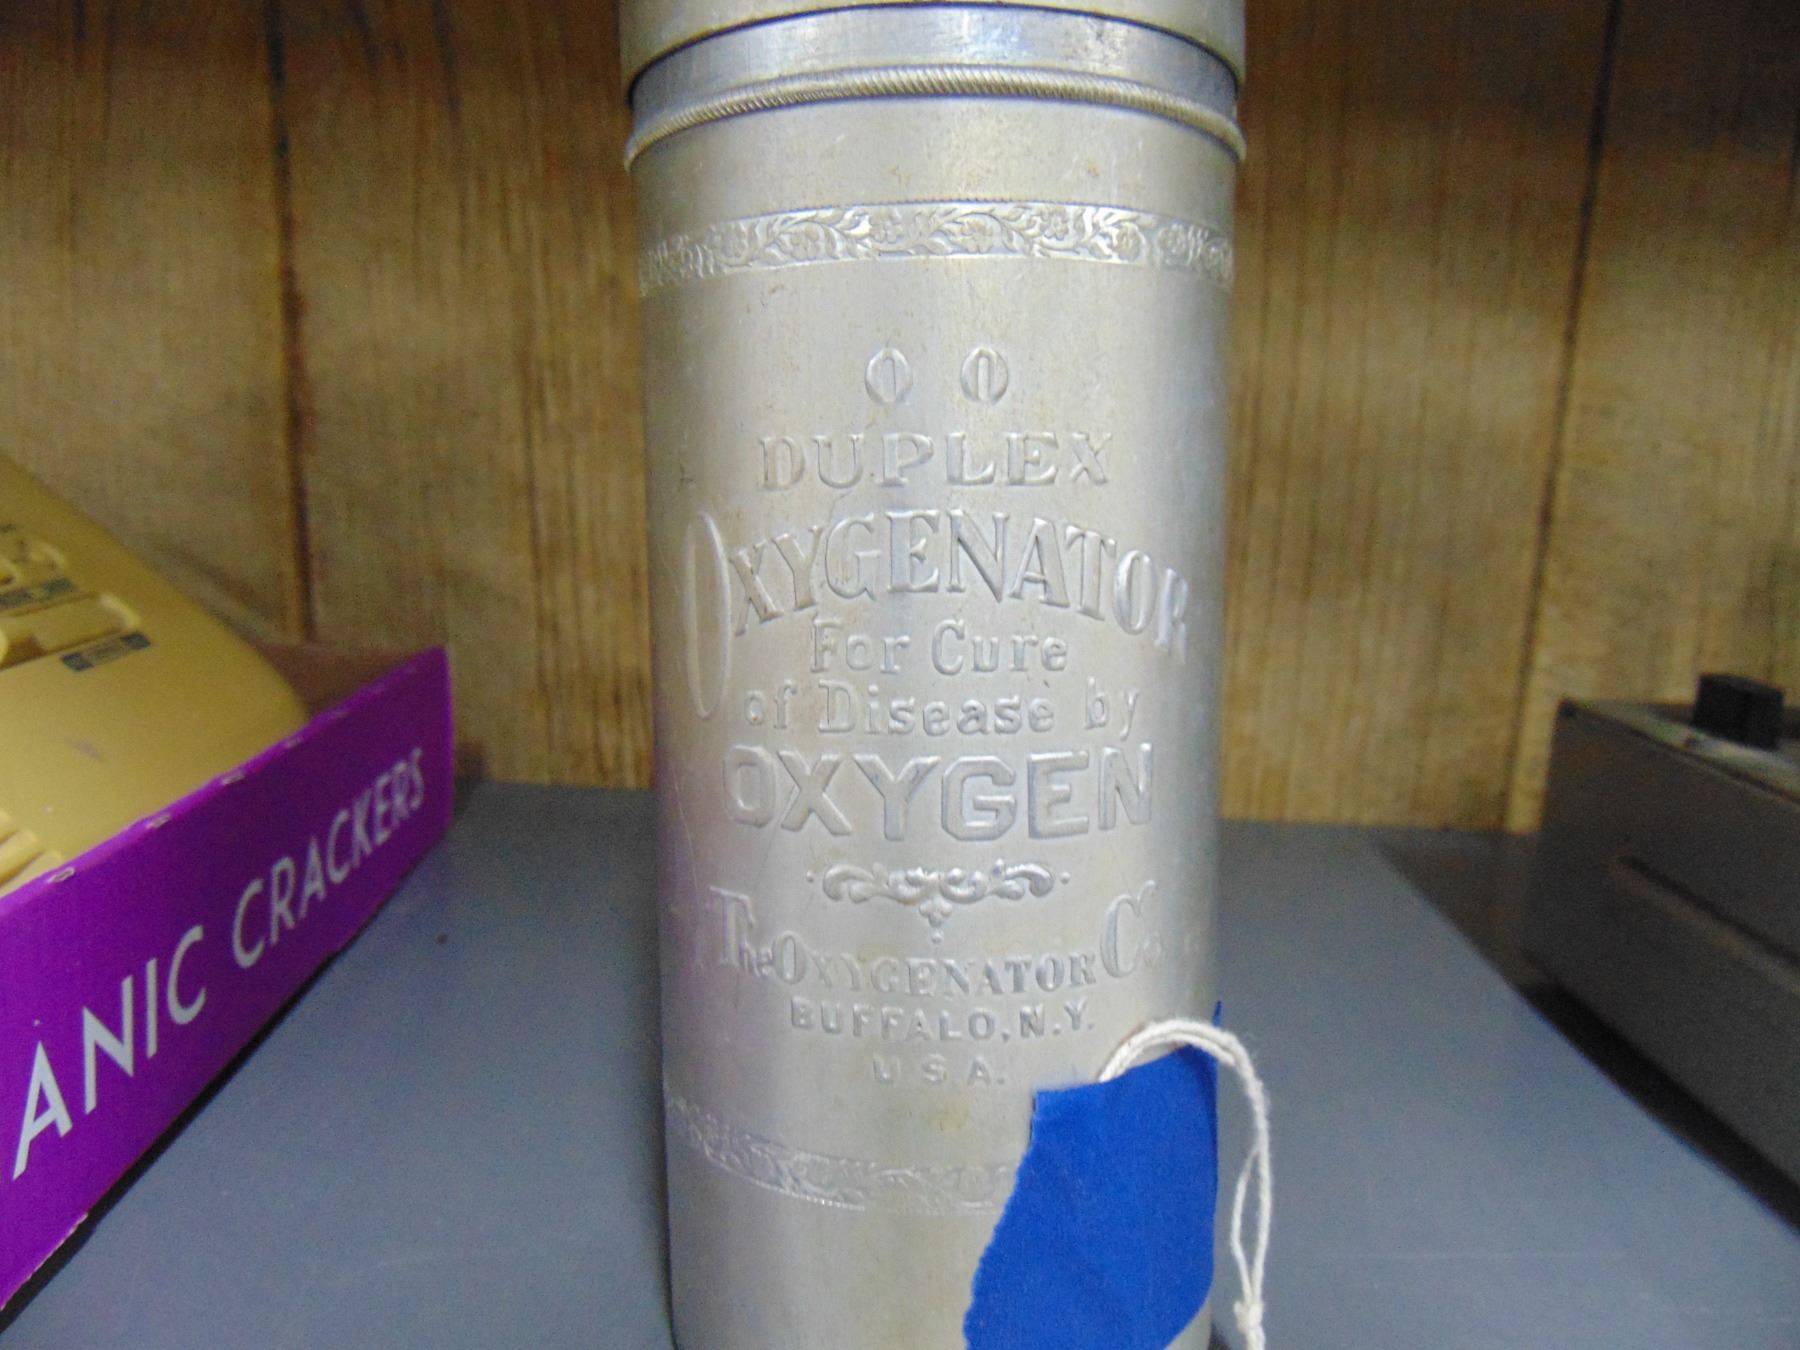 O O
DUPLEX
OXYGENATOR
For Cure
of Disease by
OXYGEN
The OXYGENATOR Co.
BUFFALO, N.Y.
U S A.
ANIC CRACKERS